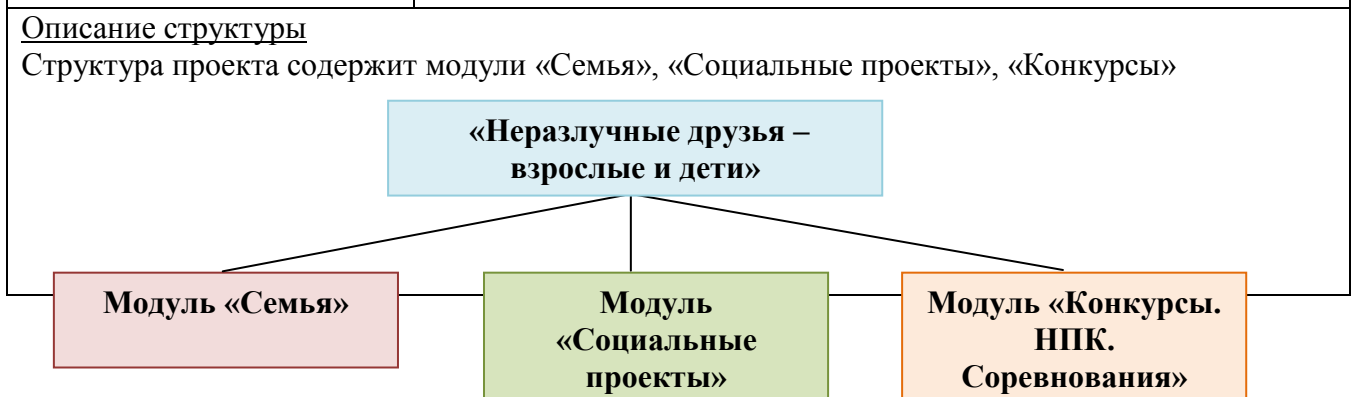 Описание структуры
Структура проекта содержит модули «Семья», «Социальные проекты», «Конкурсы»
«Неразлучные друзья –
взрослые и дети»
Модуль «Семья»
Модуль
«Социальные
проекты»
Модуль «Конкурсы.
НПК.
Соревнования»